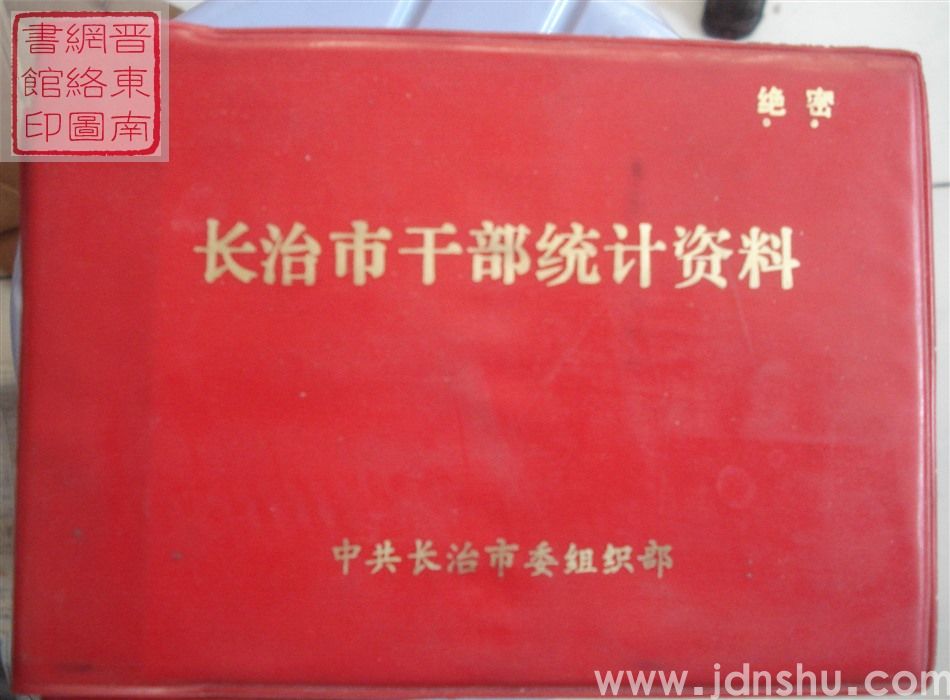 晋東南
網絡圖
書館印
绝密
长治市干部统计资料
中共长治市委组织部
www.jdnshu.com